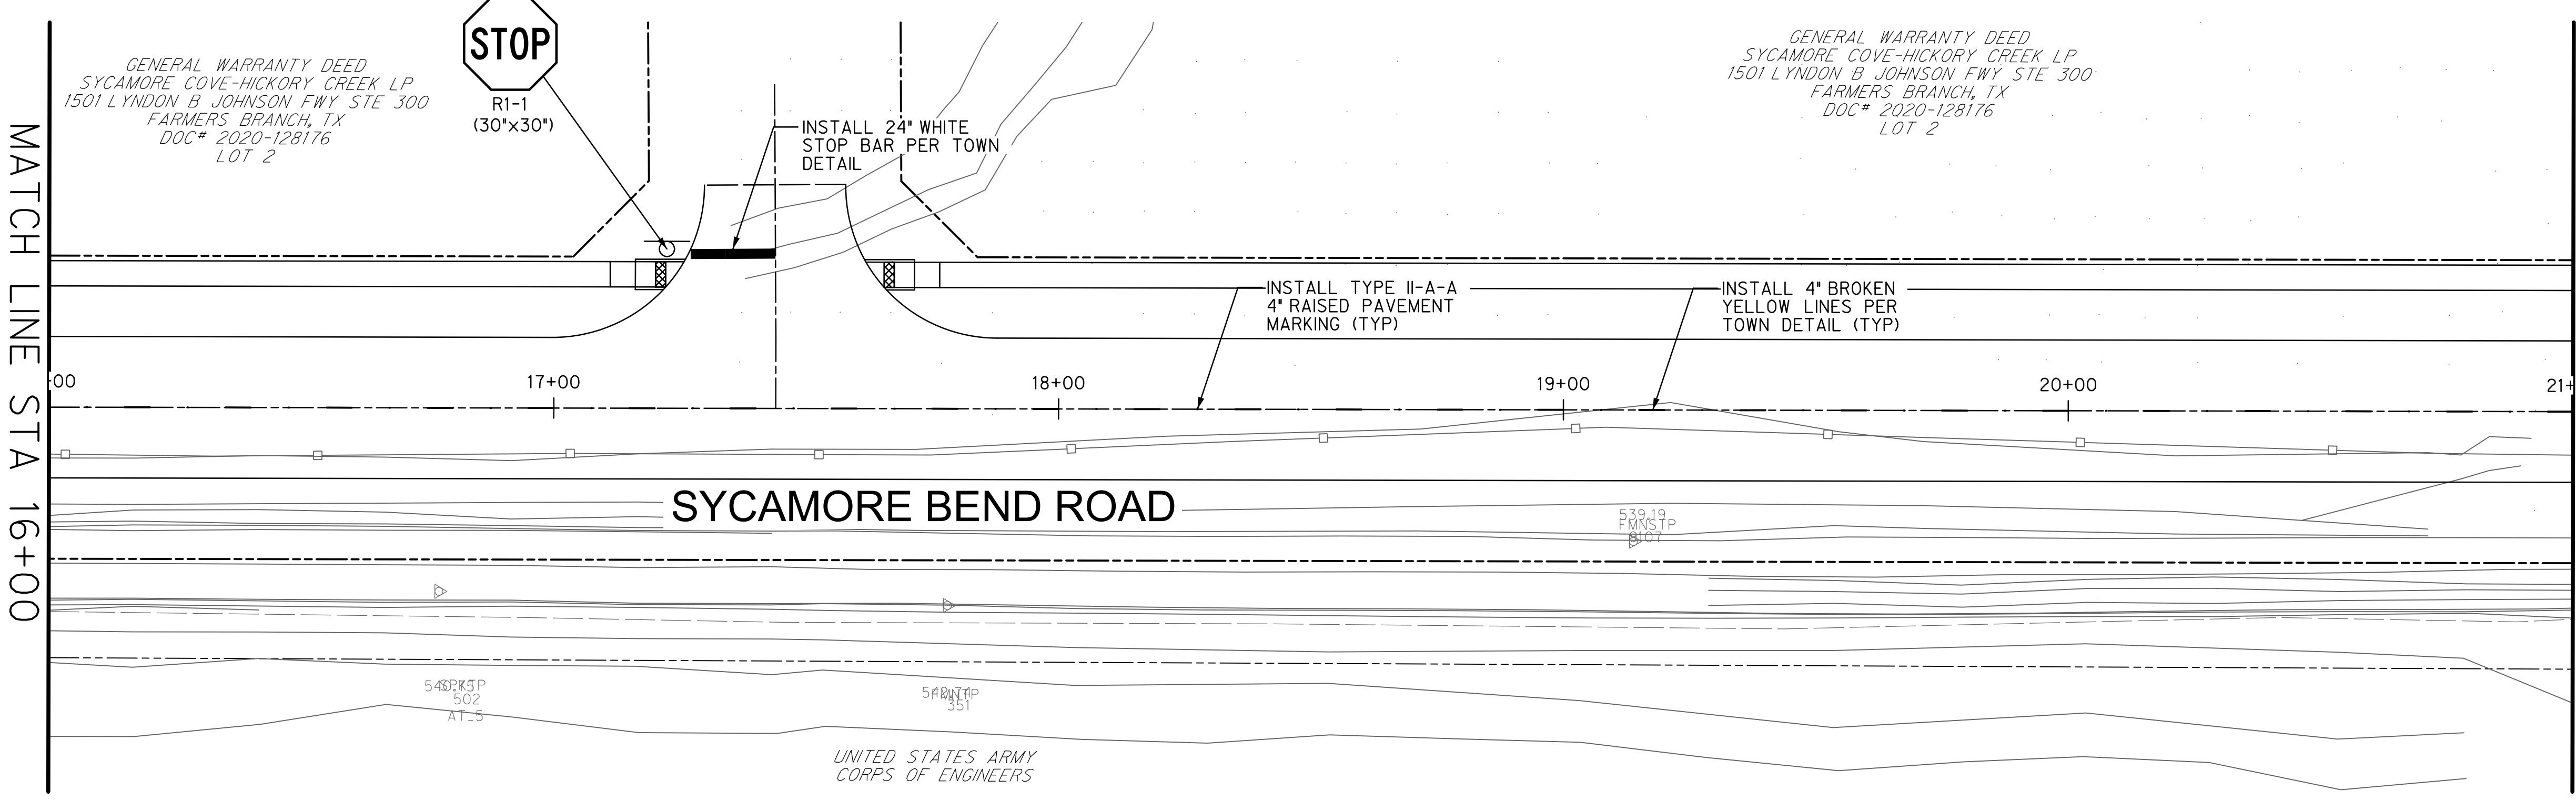 STOP
R1-1
(30"x30")
GENERAL WARRANTY DEED
SYCAMORE COVE-HICKORY CREEK LP
1501 LYNDON B JOHNSON FWY STE 300
FARMERS BRANCH, TX
DOC# 2020-128176
LOT 2
INSTALL 24" WHITE
STOP BAR PER TOWN
DETAIL
GENERAL WARRANTY DEED
SYCAMORE COVE-HICKORY CREEK LP
1501 LYNDON B JOHNSON FWY STE 300
FARMERS BRANCH, TX
DOC# 2020-128176
LOT 2
MATCH LINE STA 16+00
INSTALL TYPE II-A-A
4" RAISED PAVEMENT
MARKING (TYP)
INSTALL 4" BROKEN
YELLOW LINES PER
TOWN DETAIL (TYP)
+00
17+00
18+00
19+00
20+00
21+
SYCAMORE BEND ROAD
539.19
FMNSTP
502
AT_5
351
UNITED STATES ARMY
CORPS OF ENGINEERS